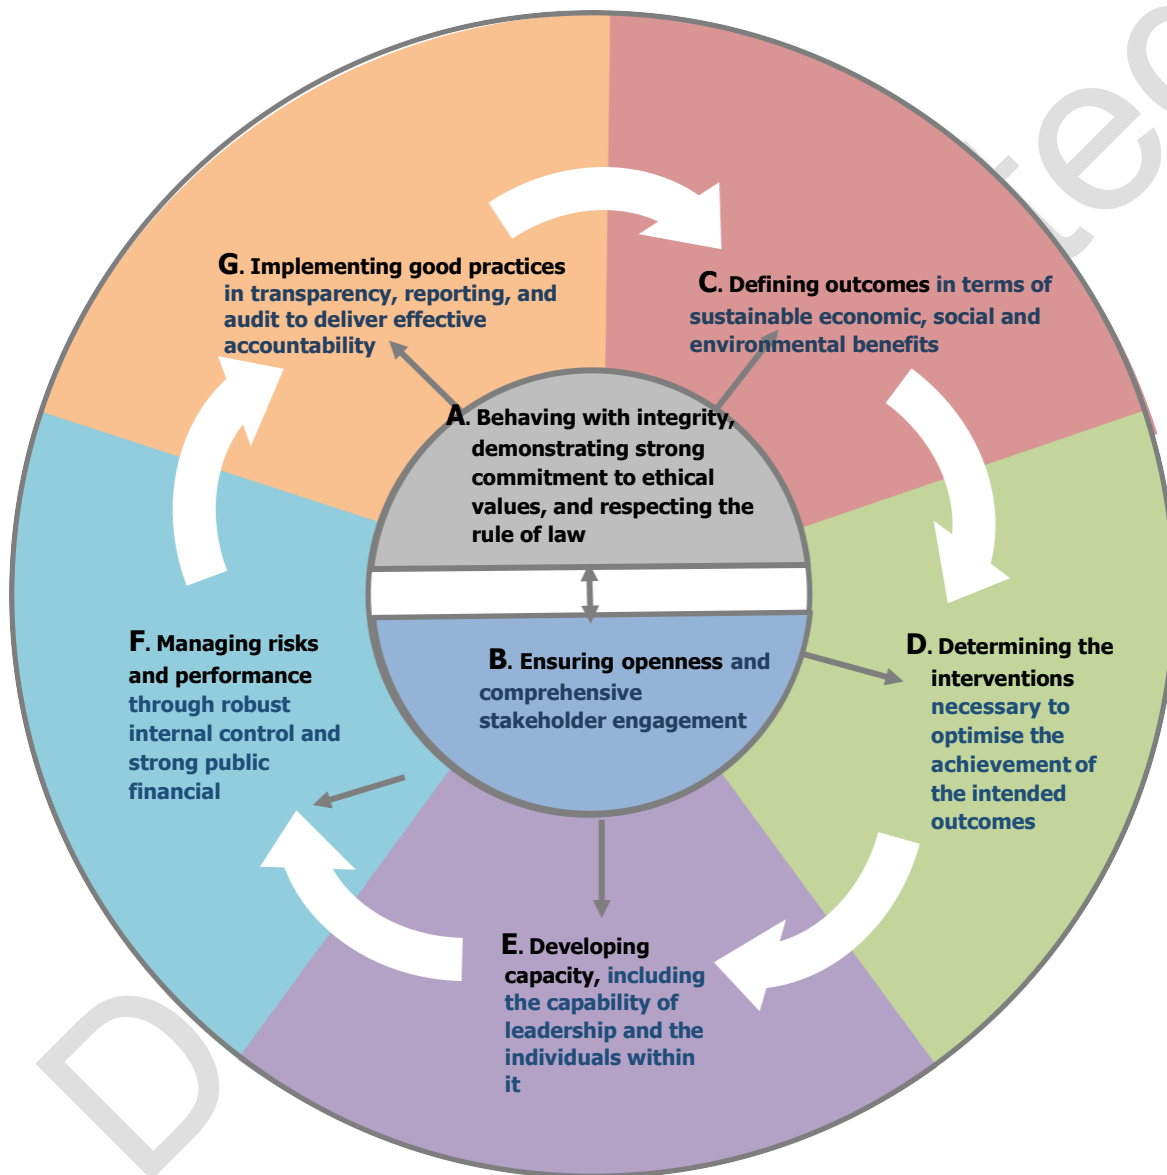 G. Implementing good practices
in transparency, reporting, and
audit to deliver effective
accountability
C. Defining outcomes in terms of
sustainable economic, social and
environmental benefits
A. Behaving with integrity,
demonstrating strong
commitment to ethical
values, and respecting the
rule of law
B. Ensuring openness and
comprehensive
stakeholder engagement
D. Determining the
interventions
necessary to
optimise the
achievement of
the intended
outcomes
F. Managing risks
and performance
through robust
internal control and
strong public
financial
E. Developing
capacity, including
the capability of
leadership and the
individuals within
it